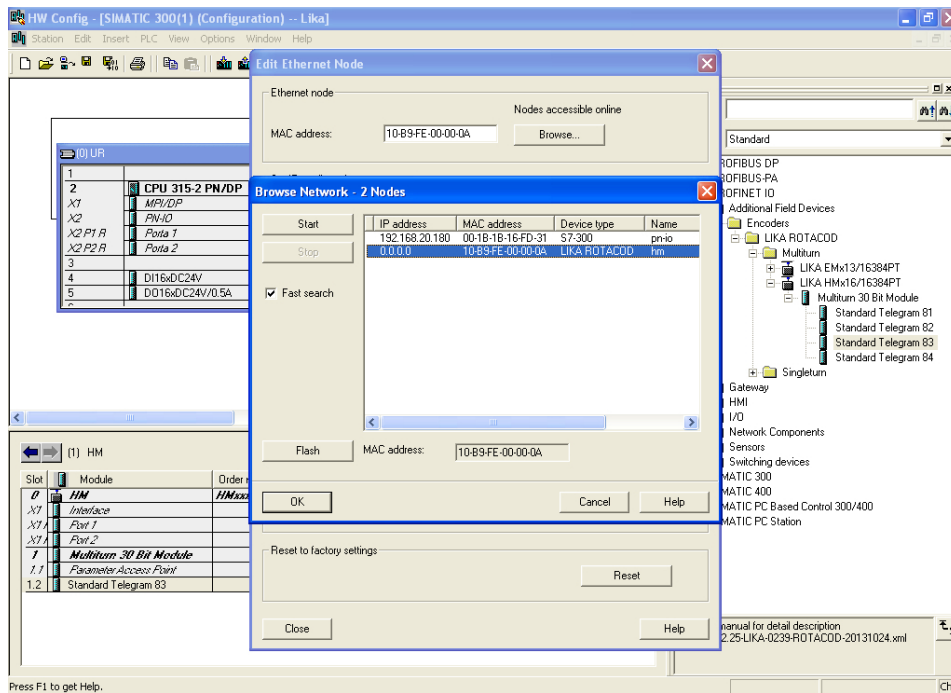 HW Config - [SIMATIC 300(1) (Configuration) -- Lika]
Station Edit Insert PLC View Options Window Help
Edit Ethernet Node
Ethernet node
Nodes accessible online
MAC address:
10-B9-FE-00-00-0A
Browse...
(0) UR
1
2 CPU 315-2 PN/DP
X1 MPI/DP
X2 PN-IO
X2 P1 R Porta 1
X2 P2 R Porta 2
3
4 DI16xDC24V
5 DO16xDC24V/0.5A
Browse Network - 2 Nodes
Start
Stop
Fast search
IP address MAC address Device type Name
192.168.20.180 00-1B-1B-16-FD-31 S7-300 pn-io
0.0.0.0 10-B9-FE-00-00-0A LIKA ROTACOD hm
Flash
MAC address:
10-B9-FE-00-00-0A
OK
Cancel
Help
Reset to factory settings
Reset
Close
Help
Standard
ROFIBUS DP
ROFIBUS-PA
ROFINET IO
Additional Field Devices
Encoders
LIKA ROTACOD
Multiturn
LIKA EMx13/16384PT
LIKA HMx16/16384PT
Multiturn 30 Bit Module
Standard Telegram 81
Standard Telegram 82
Standard Telegram 83
Standard Telegram 84
Singleturn
Gateway
HMI
I/O
Network Components
Sensors
Switching devices
MATIC 300
MATIC 400
MATIC PC Based Control 300/400
MATIC PC Station
(1) HM
Slot Module Order
0 HM HMxxx
X1 Interface
X1 Port 1
X1 Port 2
1 Multiturn 30 Bit Module
1.1 Parameter Access Point
1.2 Standard Telegram 83
manual for detail description
2.25-LIKA-0239-ROTACOD-20131024.xml
Press F1 to get Help.
Ch